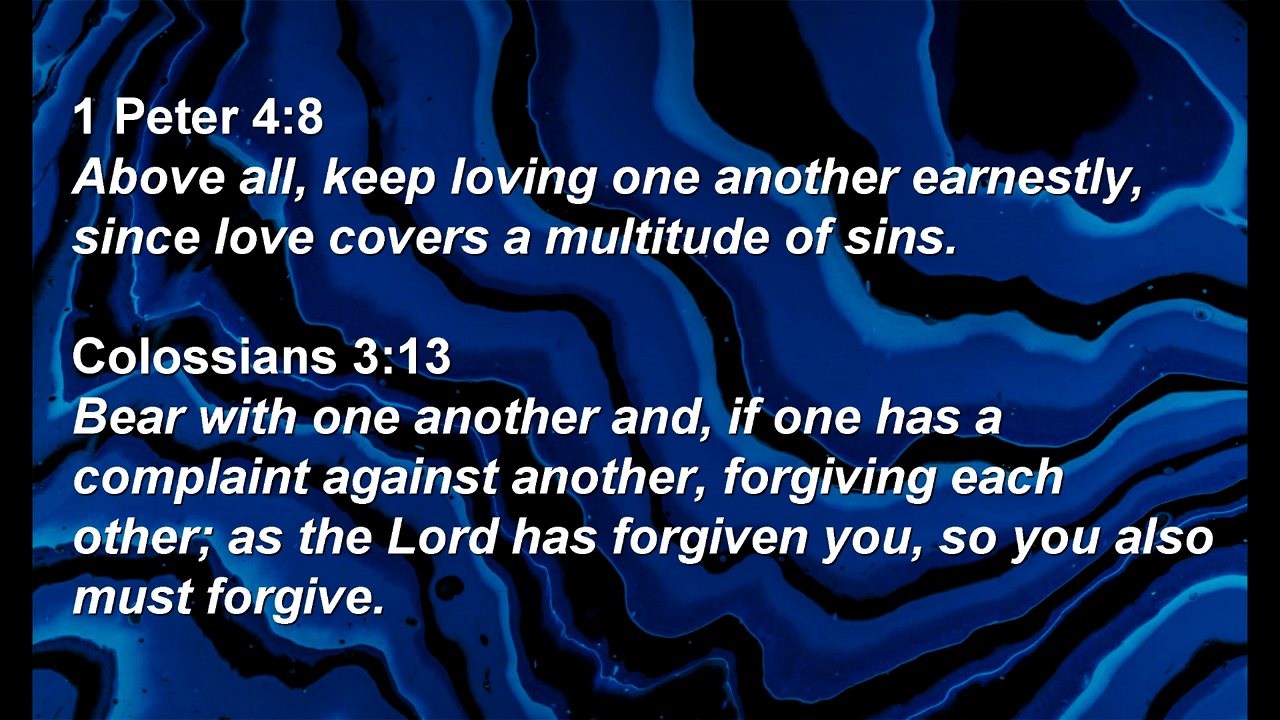 1 Peter 4:8
Above all, keep loving one another earnestly,
since love covers a multitude of sins.
Colossians 3:13
Bear with one another and, if one has a
complaint against another, forgiving each
other; as the Lord has forgiven you, so you also
must forgive.